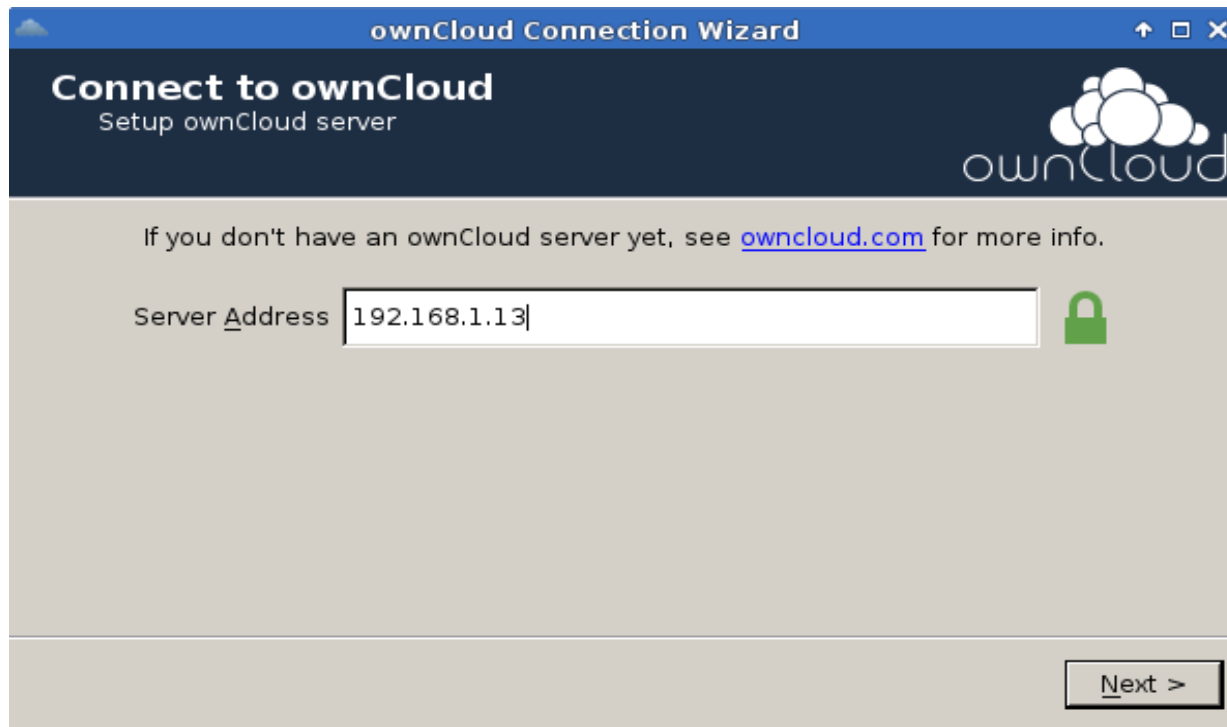 ownCloud Connection Wizard
Connect to ownCloud
Setup ownCloud server
ownCloud
If you don't have an ownCloud server yet, see owncloud.com for more info.
Server Address 192.168.1.13
Next >